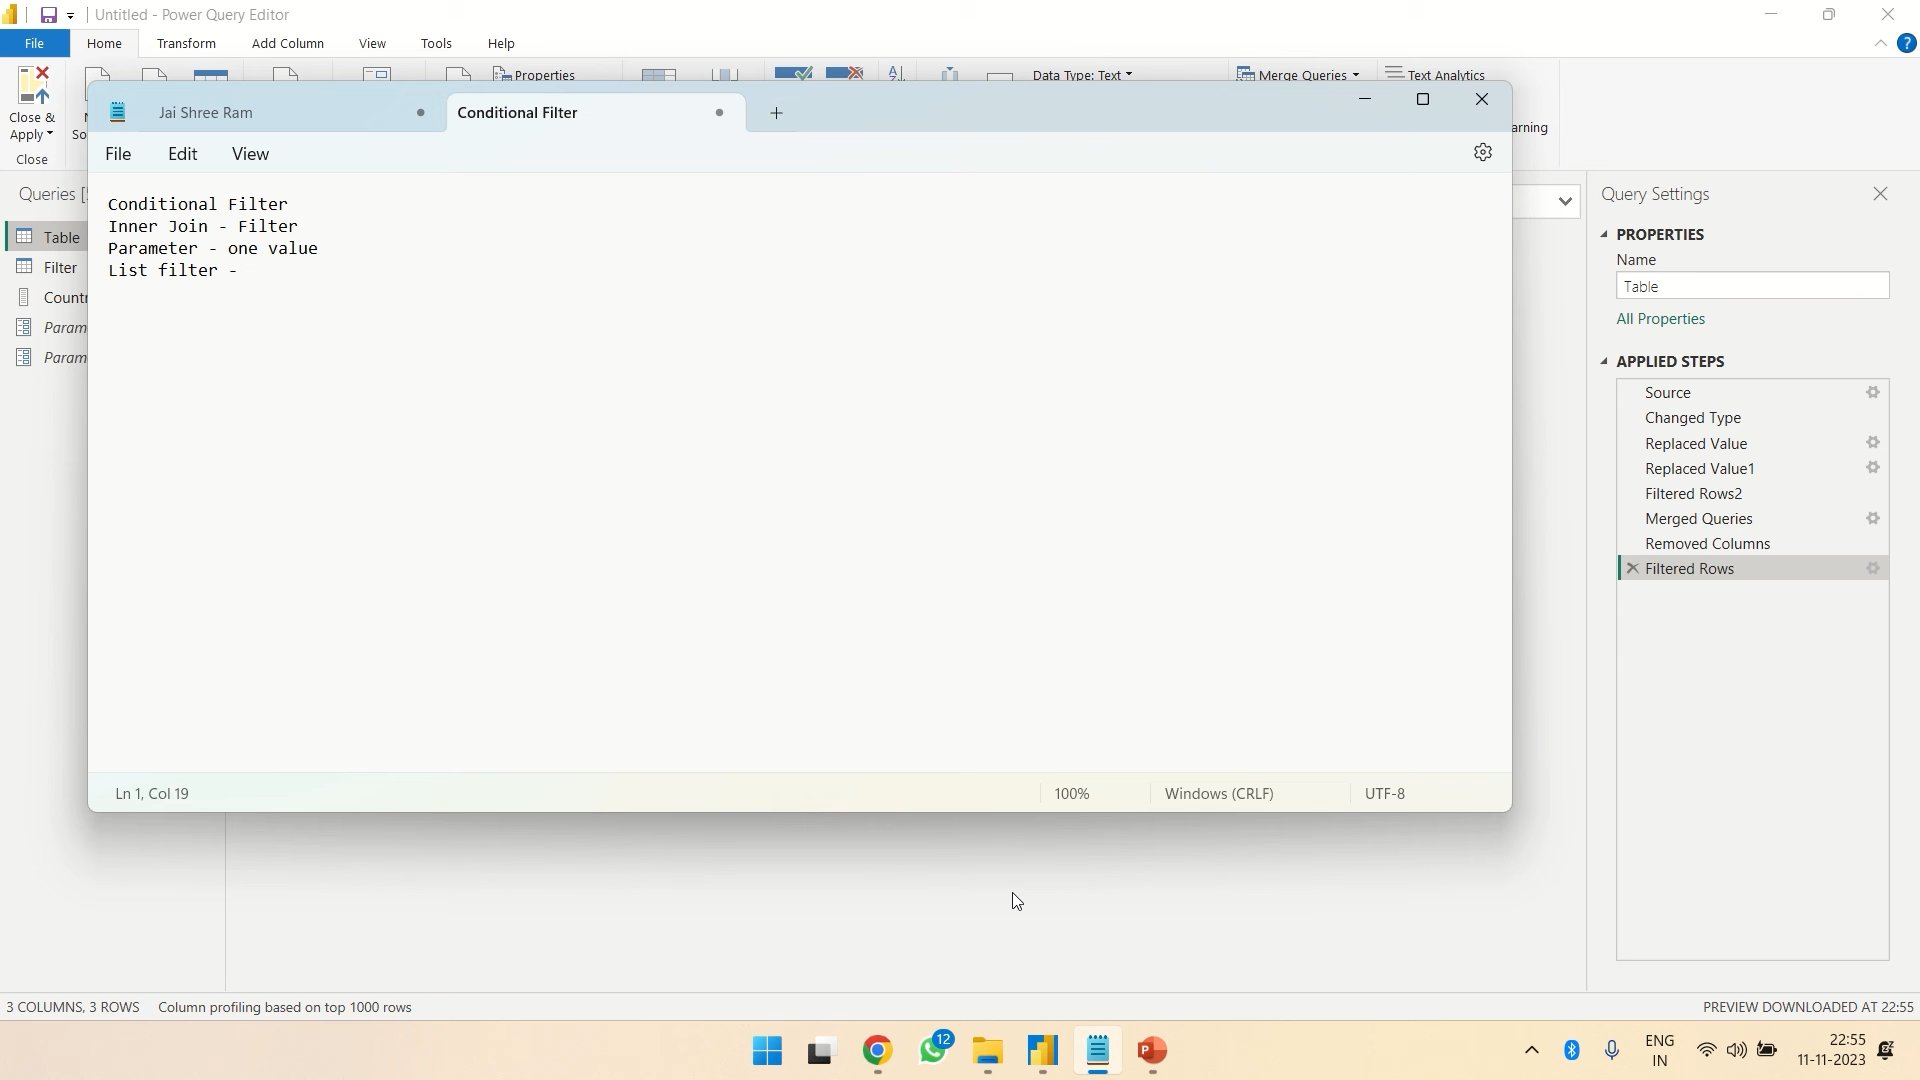 Untitled - Power Query Editor
File Home Transform Add Column View Tools Help
Properties
Data Type: Text
Merge Queries
Text Analytics
Close &
Apply
So
arning
Close
Jai Shree Ram
Conditional Filter
File Edit View
Conditional Filter
Inner Join - Filter
Parameter - one value
List filter -
Ln 1, Col 19
100%
Windows (CRLF)
UTF-8
Queries [
Table
Filter
Countr
Param
Param
Query Settings
PROPERTIES
Name
Table
All Properties
APPLIED STEPS
Source
Changed Type
Replaced Value
Replaced Value1
Filtered Rows2
Merged Queries
Removed Columns
Filtered Rows
3 COLUMNS, 3 ROWS Column profiling based on top 1000 rows
PREVIEW DOWNLOADED AT 22:55
12
ENG
IN
22:55
11-11-2023